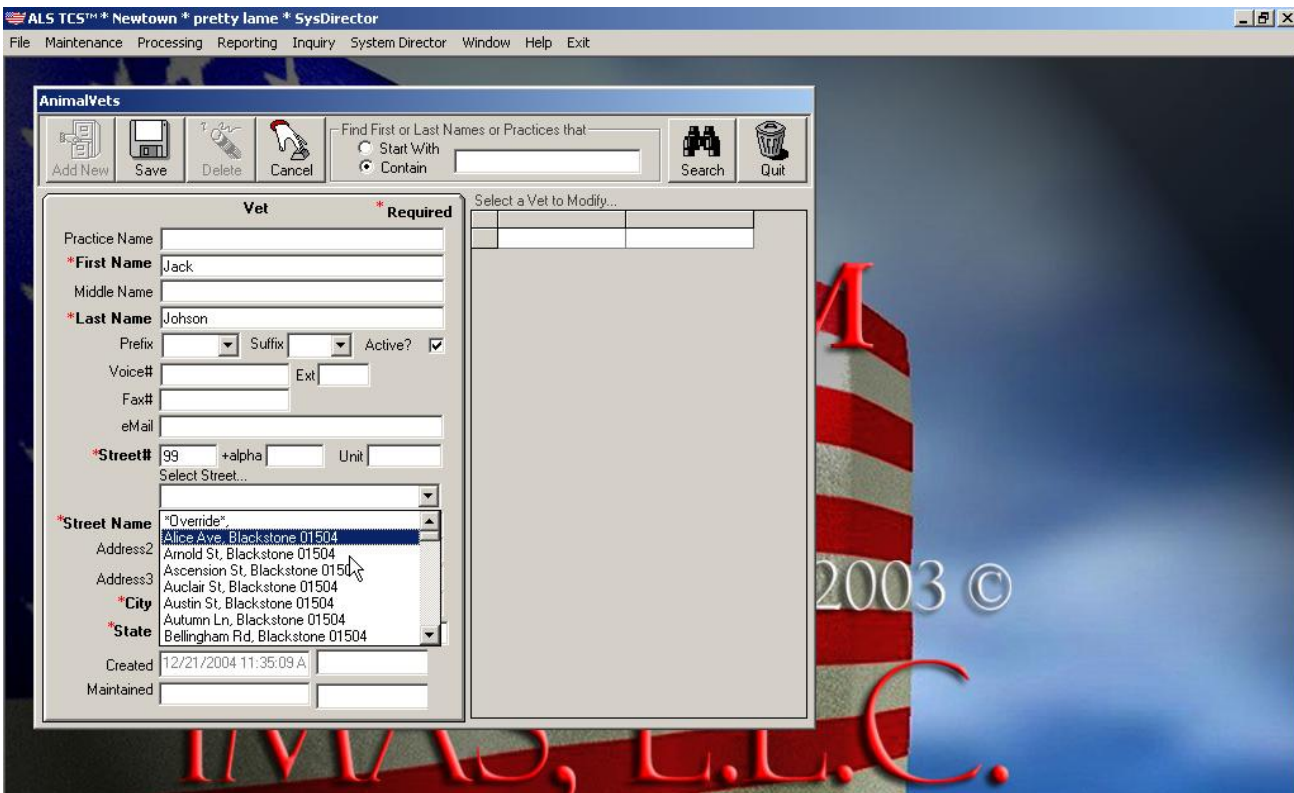 ALS TCS™ * Newtown * pretty lame * SysDirector
File Maintenance Processing Reporting Inquiry System Director Window Help Exit
AnimalVets
Add New Save Delete Cancel
Find First or Last Names or Practices that
Start With
Contain
Search Quit
Vet * Required
Select a Vet to Modify...
Practice Name
*First Name Jack
Middle Name
*Last Name Johson
Prefix Suffix Active?
Voice# Ext
Fax#
eMail
*Street# 99 +alpha Unit
Select Street...
*Street Name
*Override*,
Alice Ave, Blackstone 01504
Address2
Arnold St, Blackstone 01504
Ascension St, Blackstone 0150
Address3
Auclair St, Blackstone 01504
*City
Austin St, Blackstone 01504
Autumn Ln, Blackstone 01504
*State
Bellingham Rd, Blackstone 01504
Created 12/21/2004 11:35:09 A
Maintained
M
2003 ©
IMAS, L.L.C.